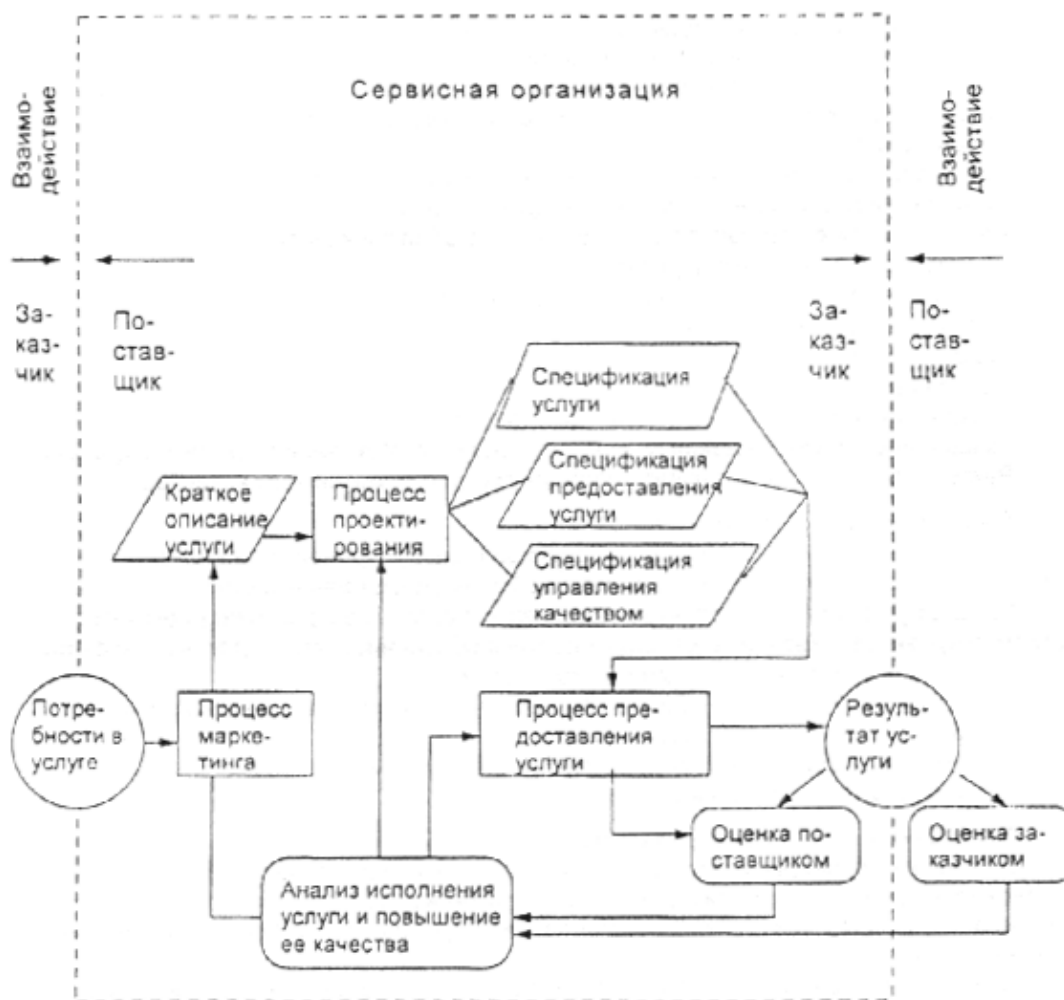 Сервисная организация
Взаимо-
действие
Взаимо-
действие
За-
каз-
чик
По-
став-
щик
За-
каз-
чик
По-
став-
щик
Спецификация
услуги
Спецификация
предоставления
услуги
Спецификация
управления
качеством
Краткое
описание
услуги
Процесс
проекти-
рования
Потре-
бности в
услуге
Процесс
марке-
тинга
Процесс пре-
доставления
услуги
Резуль-
тат ус-
луги
Оценка по-
ставщиком
Оценка за-
казчиком
Анализ исполнения
услуги и повышение
ее качества